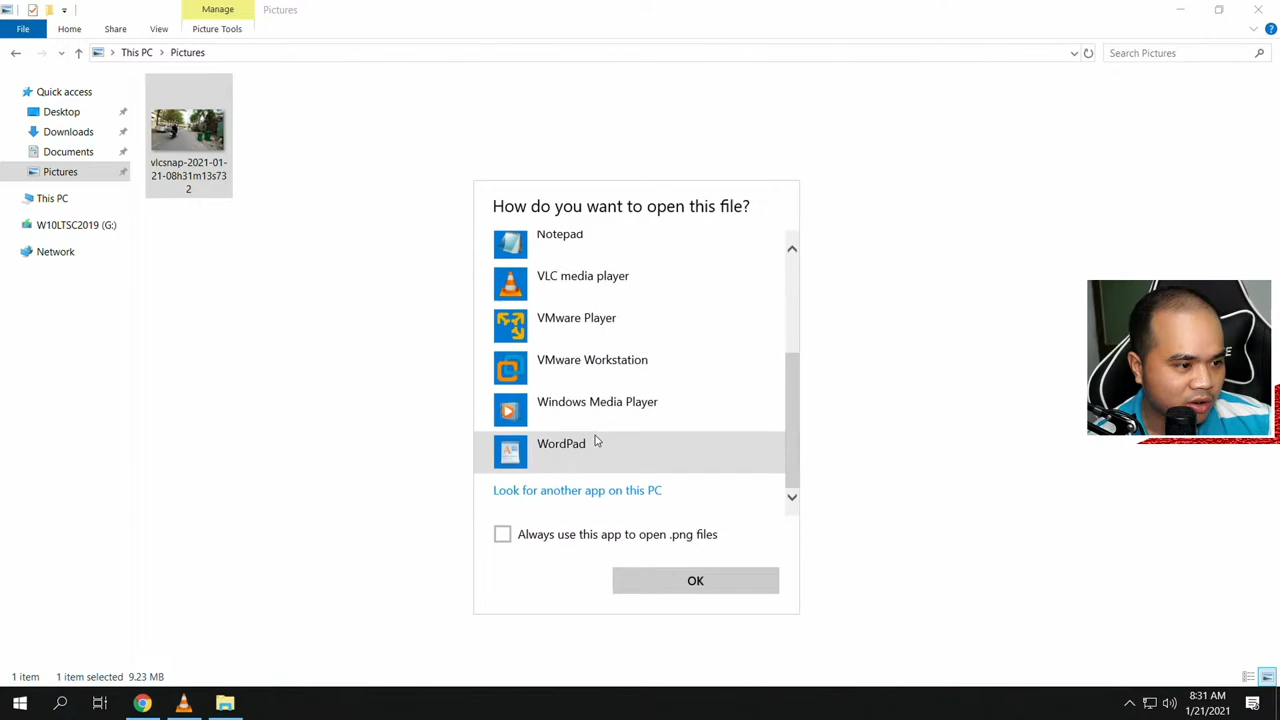 Manage
Pictures
File
Home
Share
View
Picture Tools
This PC
Pictures
Search Pictures
Quick access
Desktop
Downloads
Documents
Pictures
This PC
W10LTSC2019 (G:)
Network
vlcsnap-2021-01-
21-08h31m13s73
2
How do you want to open this file?
Notepad
VLC media player
VMware Player
VMware Workstation
Windows Media Player
WordPad
Look for another app on this PC
Always use this app to open .png files
OK
1 item
1 item selected
9.23 MB
8:31 AM
1/21/2021